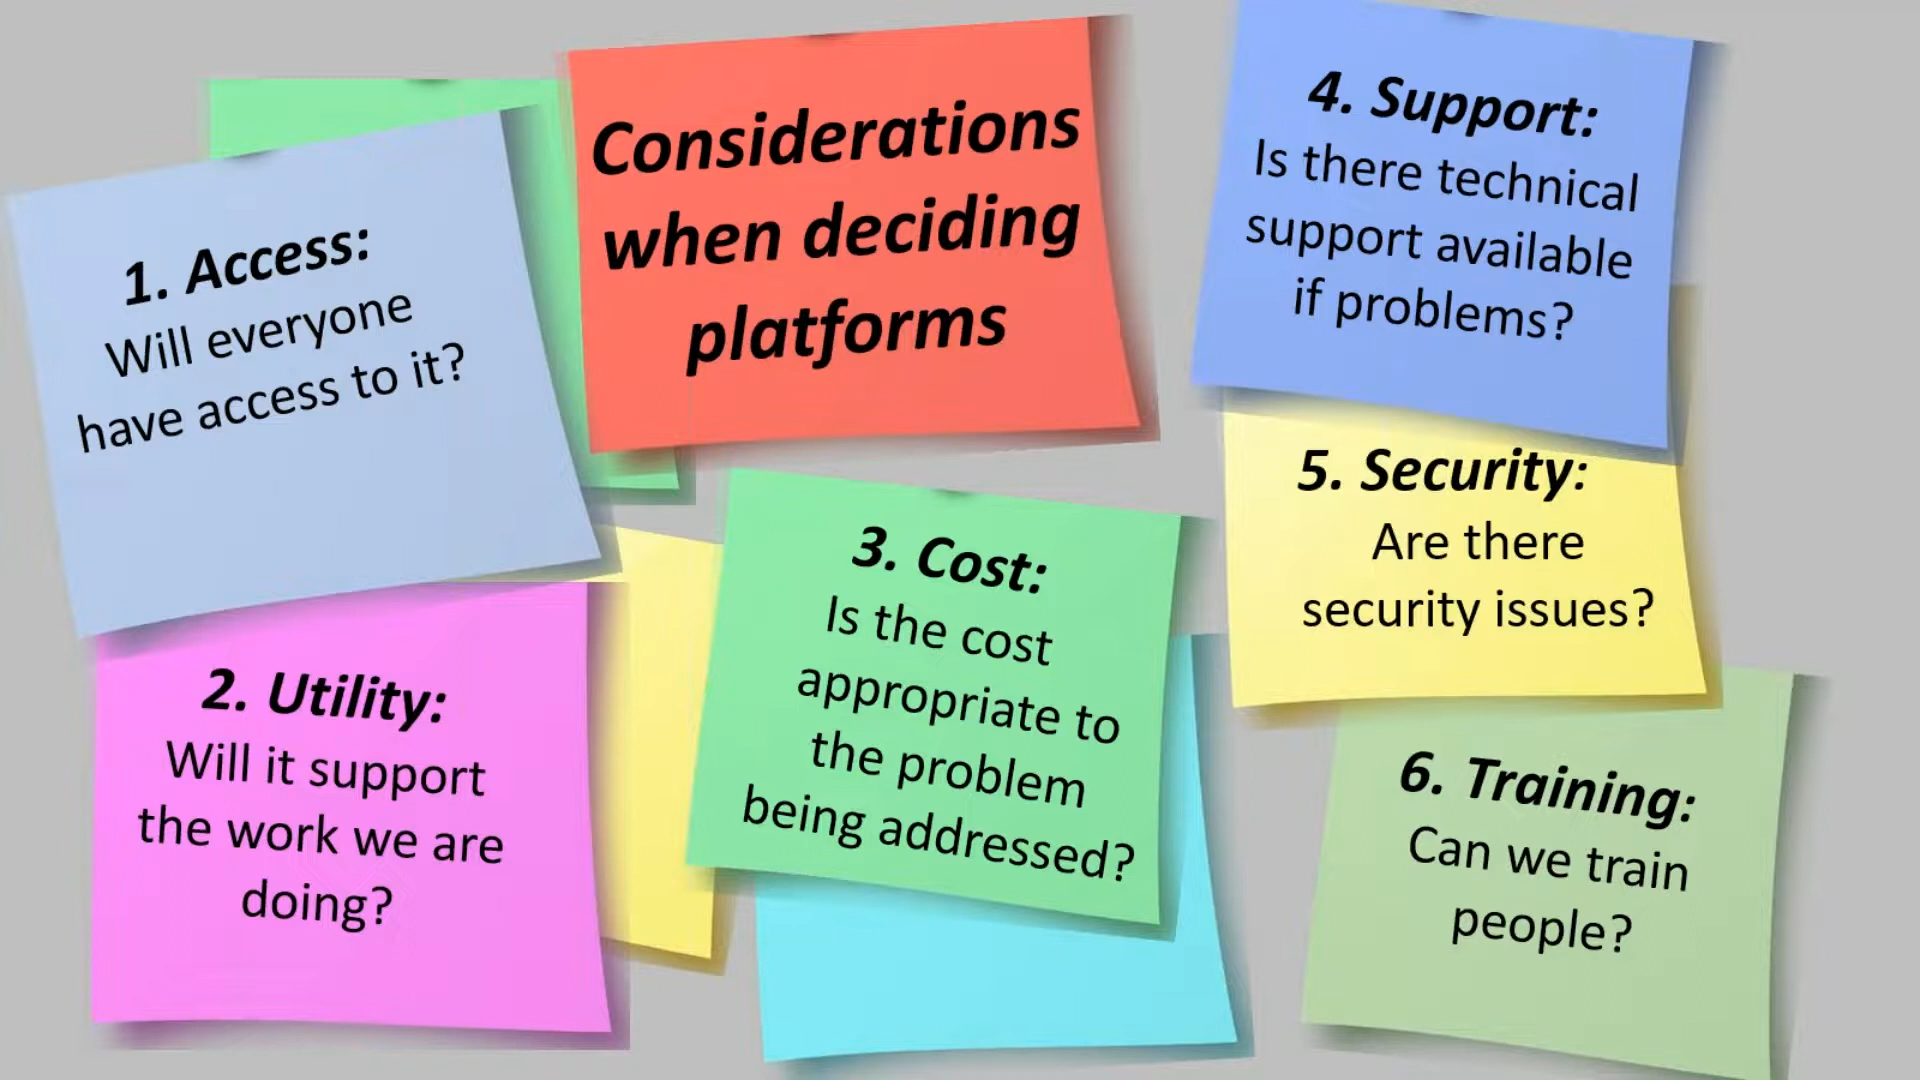 Considerations
when deciding
platforms
1. Access:
Will everyone
have access to it?
2. Utility:
Will it support
the work we are
doing?
3. Cost:
Is the cost
appropriate to
the problem
being addressed?
4. Support:
Is there technical
support available
if problems?
5. Security:
Are there
security issues?
6. Training:
Can we train
people?